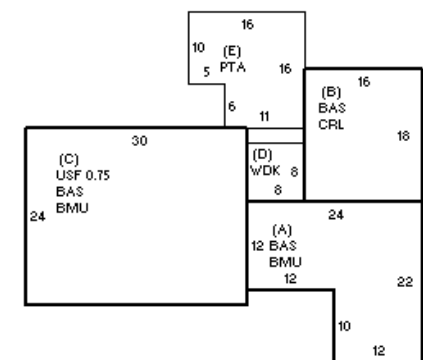 16
10
(E)
PTA
5
16
6
11
16
(B)
BAS
CRL
18
30
(C)
USF 0.75
BAS
BMU
24
(D)
WDK 8
8
24
(A)
12 BAS
BMU
12
22
10
12